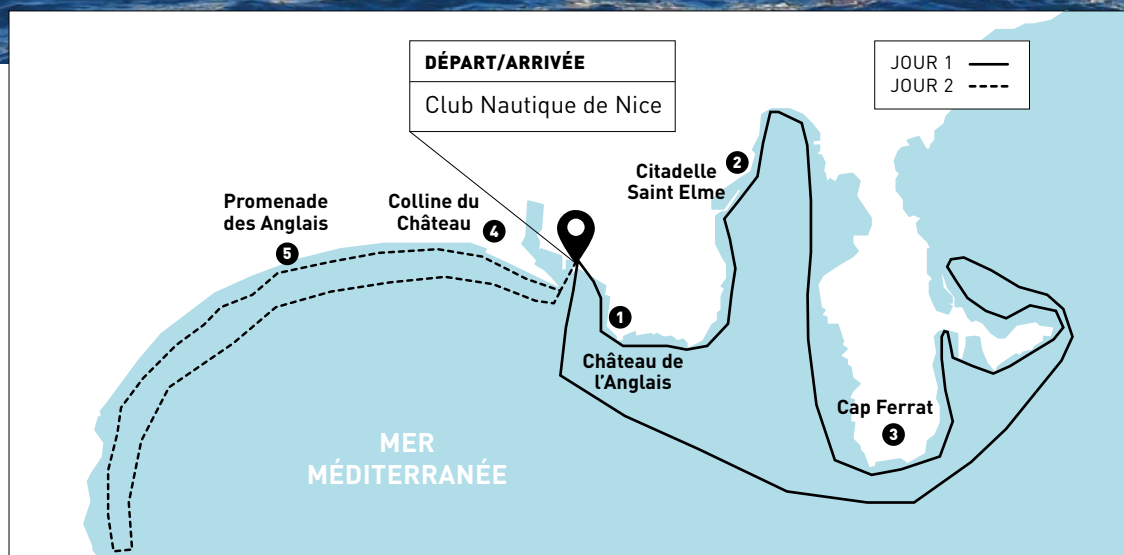 DÉPART/ARRIVÉE
Club Nautique de Nice
JOUR 1
JOUR 2
Citadelle
Saint Elme
2
Promenade
des Anglais
5
Colline du
Château
4
1
Château de
l'Anglais
Cap Ferrat
3
MER
MÉDITERRANÉE